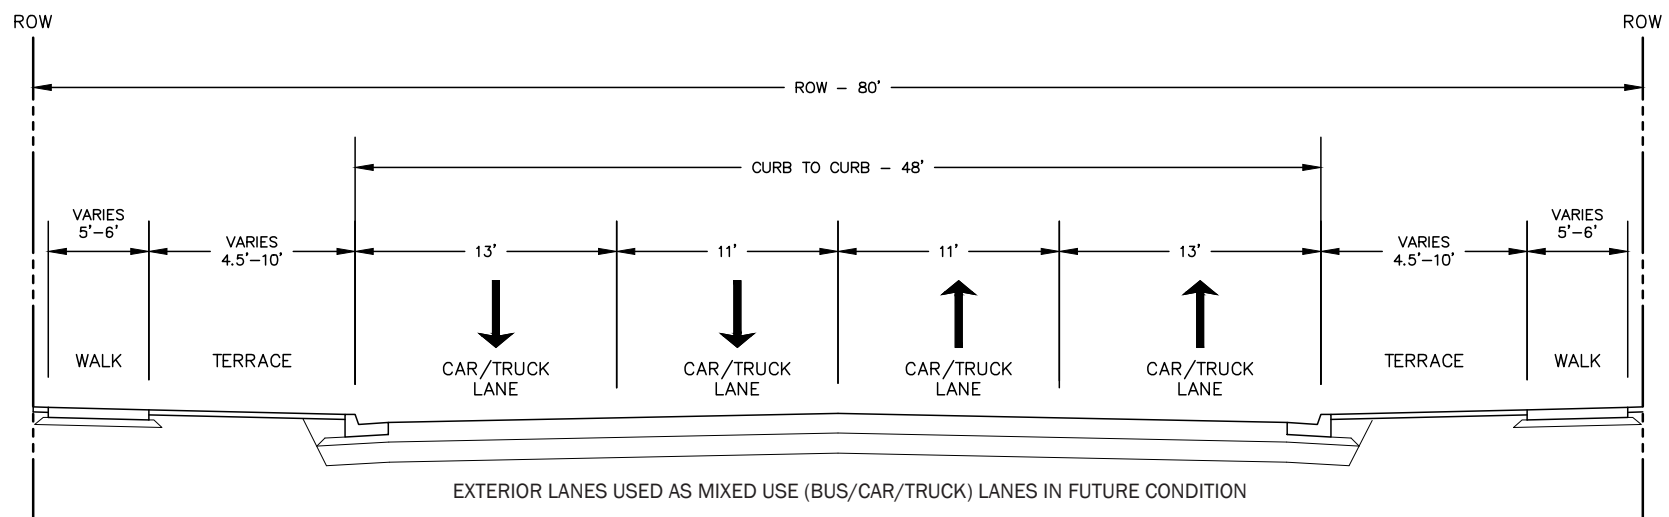 ROW
ROW
ROW – 80'
CURB TO CURB – 48'
VARIES
5'–6'
VARIES
4.5'–10'
13'
11'
11'
13'
VARIES
4.5'–10'
VARIES
5'–6'
WALK
TERRACE
CAR/TRUCK
LANE
CAR/TRUCK
LANE
CAR/TRUCK
LANE
CAR/TRUCK
LANE
TERRACE
WALK
EXTERIOR LANES USED AS MIXED USE (BUS/CAR/TRUCK) LANES IN FUTURE CONDITION